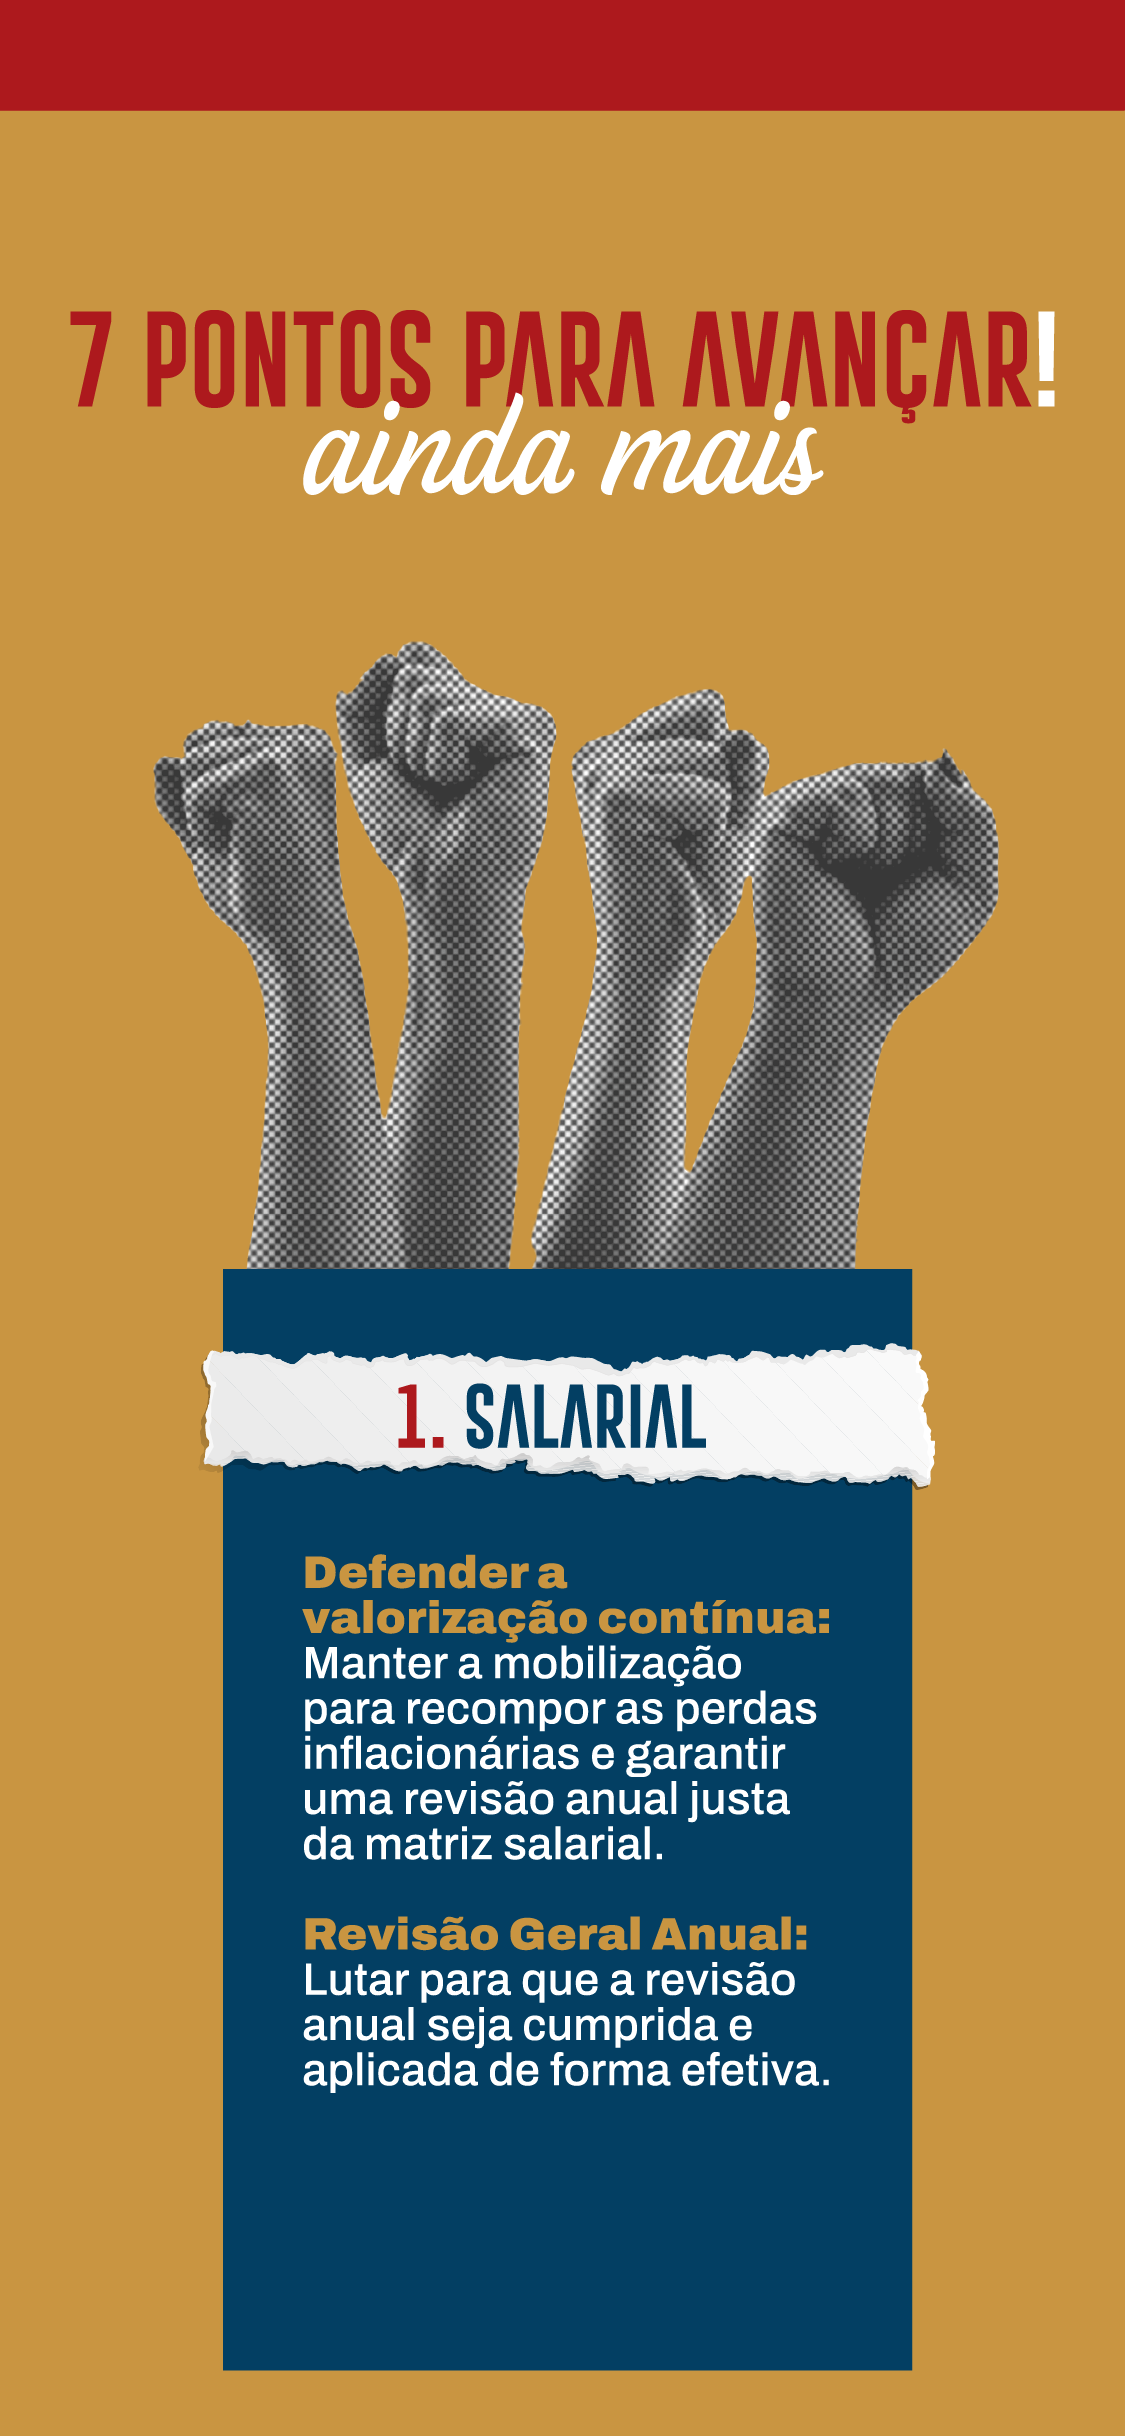 7 PONTOS PARA AVANÇAR!
ainda mais
1. SALARIAL
Defender a
valorização contínua:
Manter a mobilização
para recompor as perdas
inflacionárias e garantir
uma revisão anual justa
da matriz salarial.
Revisão Geral Anual:
Lutar para que a revisão
anual seja cumprida e
aplicada de forma efetiva.